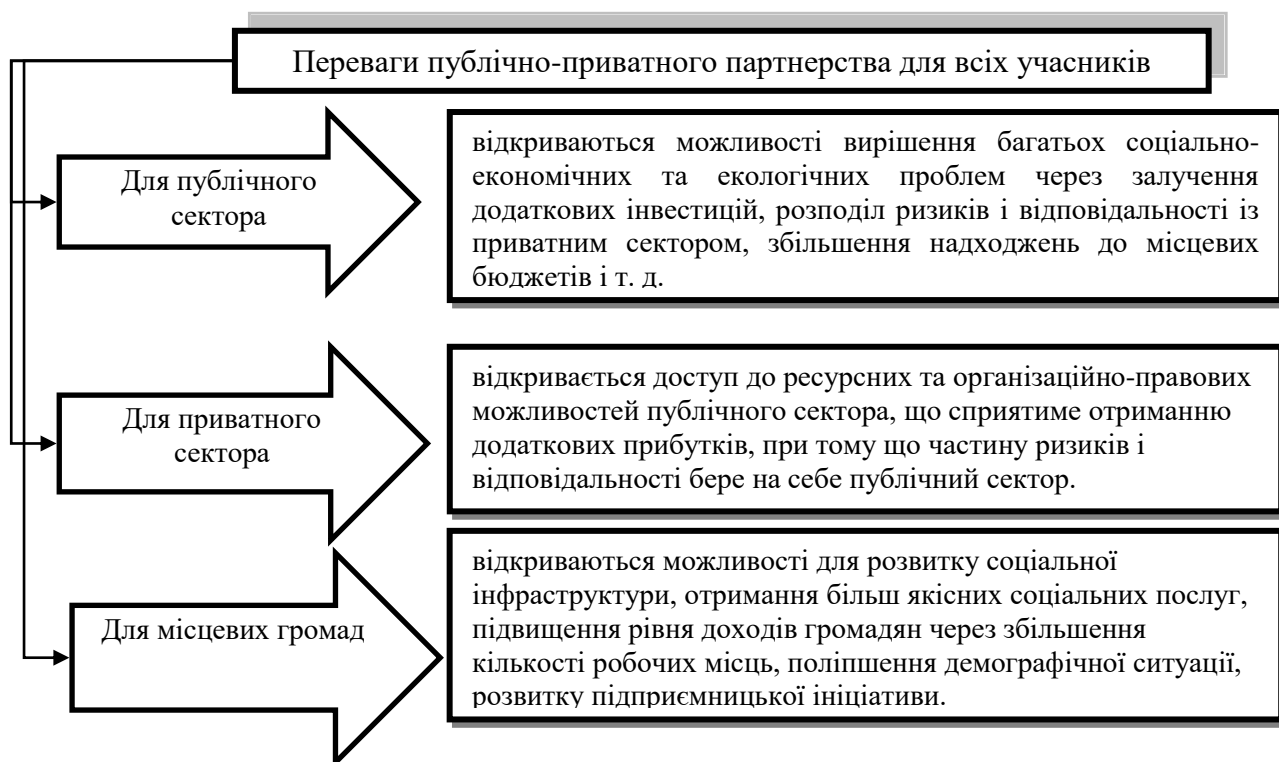 Переваги публічно-приватного партнерства для всіх учасників
Для публічного
сектора
відкриваються можливості вирішення багатьох соціально-
економічних та екологічних проблем через залучення
додаткових інвестицій, розподіл ризиків і відповідальності із
приватним сектором, збільшення надходжень до місцевих
бюджетів і т. д.
Для приватного
сектора
відкривається доступ до ресурсних та організаційно-правових
можливостей публічного сектора, що сприятиме отриманню
додаткових прибутків, при тому що частину ризиків і
відповідальності бере на себе публічний сектор.
Для місцевих громад
відкриваються можливості для розвитку соціальної
інфраструктури, отримання більш якісних соціальних послуг,
підвищення рівня доходів громадян через збільшення
кількості робочих місць, поліпшення демографічної ситуації,
розвитку підприємницької ініціативи.